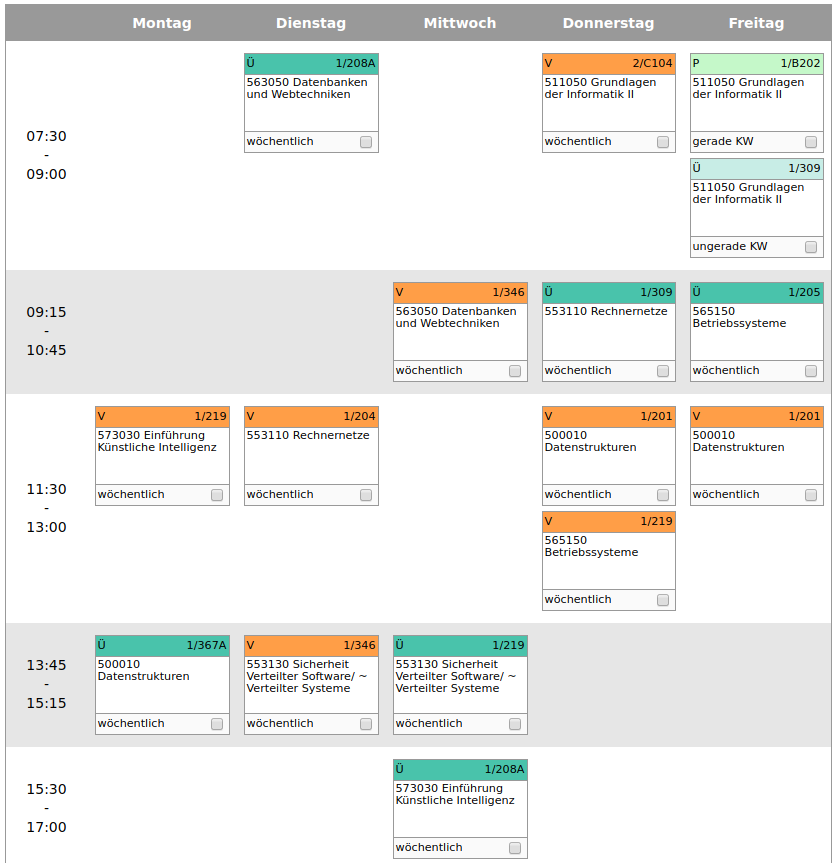 Montag Dienstag Mittwoch Donnerstag Freitag
07:30
-
09:00
Ü 1/208A
563050 Datenbanken
und Webtechniken
wöchentlich
V 2/C104
511050 Grundlagen
der Informatik II
wöchentlich
P 1/B202
511050 Grundlagen
der Informatik II
gerade KW
Ü 1/309
511050 Grundlagen
der Informatik II
ungerade KW
09:15
-
10:45
V 1/346
563050 Datenbanken
und Webtechniken
wöchentlich
Ü 1/309
553110 Rechnernetze
wöchentlich
Ü 1/205
565150
Betriebssysteme
wöchentlich
11:30
-
13:00
V 1/219
573030 Einführung
Künstliche Intelligenz
wöchentlich
V 1/204
553110 Rechnernetze
wöchentlich
V 1/201
500010
Datenstrukturen
wöchentlich
V 1/219
565150
Betriebssysteme
wöchentlich
V 1/201
500010
Datenstrukturen
wöchentlich
13:45
-
15:15
Ü 1/367A
500010
Datenstrukturen
wöchentlich
V 1/346
553130 Sicherheit
Verteilter Software/ ~
Verteilter Systeme
wöchentlich
Ü 1/219
553130 Sicherheit
Verteilter Software/ ~
Verteilter Systeme
wöchentlich
15:30
-
17:00
Ü 1/208A
573030 Einführung
Künstliche Intelligenz
wöchentlich